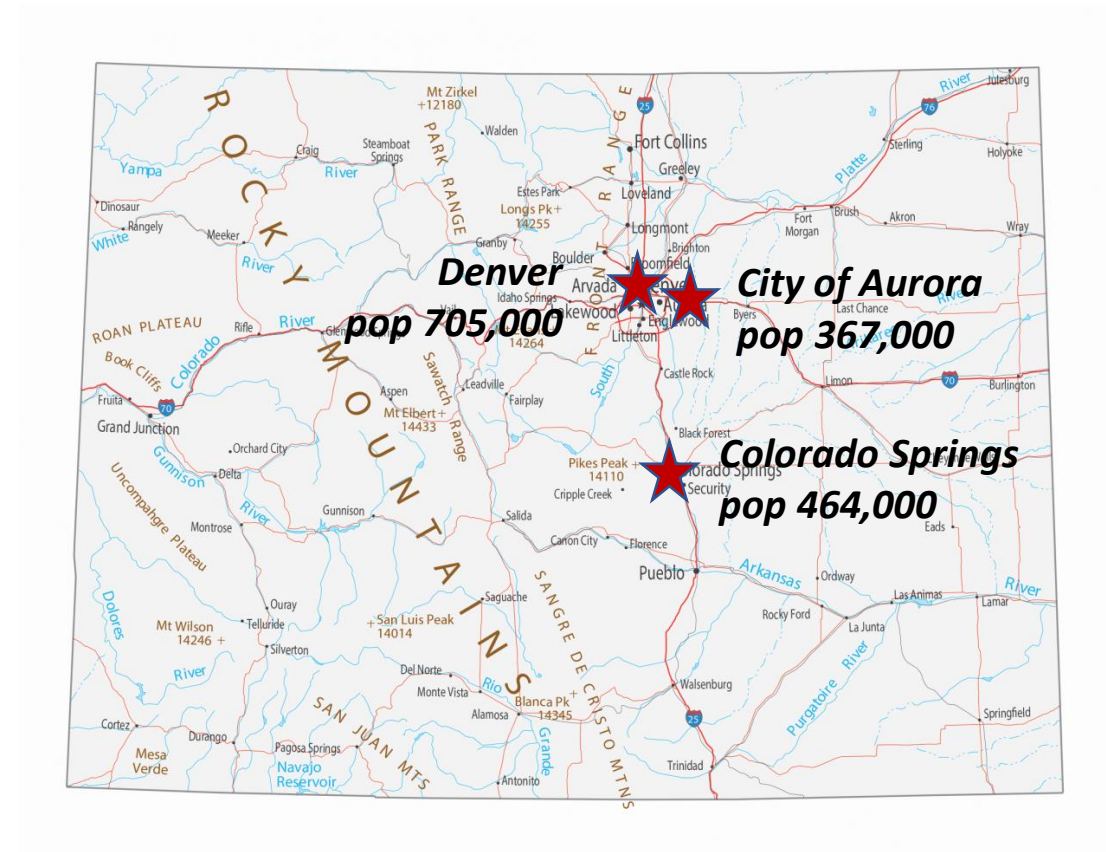 Mt Zirkel
+12180
River
Julesburg
76
25
Walden
Steamboat
Springs
Craig
Yampa
River
Fort Collins
Sterling
Holyoke
Greeley
Platte
Estes Park
Loveland
Dinosaur
Rangely
White
Meeker
River
Longs Pk+
14255
Longmont
Fort
Morgan
Brush
Akron
Wray
Granby
Brighton
Boulder
Broomfield
Denver
pop 705,000
City of Aurora
pop 367,000
Arvada
Idaho Springs
Lakewood
Englewood
Littleton
Byers
Last Chance
Vail
14264
ROAN PLATEAU
Rifle
River
Colorado
Book Cliffs
ROCKY MOUNTAINS
PARK RANGE
FRONT RANGE
Sawatch Range
South
Castle Rock
Limon
70
Burlington
Aspen
Leadville
Fairplay
Mt Elbert+
14433
Fruita
70
Grand Junction
Orchard City
Black Forest
Colorado Springs
pop 464,000
Pikes Peak+
14110
Security
Cripple Creek
Gunnison
River
Delta
Uncompahgre Plateau
Montrose
Gunnison
Salida
Canon City
Florence
Eads
Pueblo
Arkansas
River
Ordway
Rocky Ford
Las Animas
Lamar
La Junta
Dolores
River
Ouray
Telluride
Mt Wilson
14246 +
Silverton
Saguache
+San Luis Peak
14014
SANGRE DE CRISTO MTNS
Del Norte
Monte Vista
Rio
Grande
Alamosa
Blanca Pk+
14345
Walsenburg
25
Purgatoire
River
Springfield
Cortez
Mesa
Verde
Durango
Pagosa Springs
SAN JUAN MTS
Navajo
Reservoir
Antonito
Trinidad